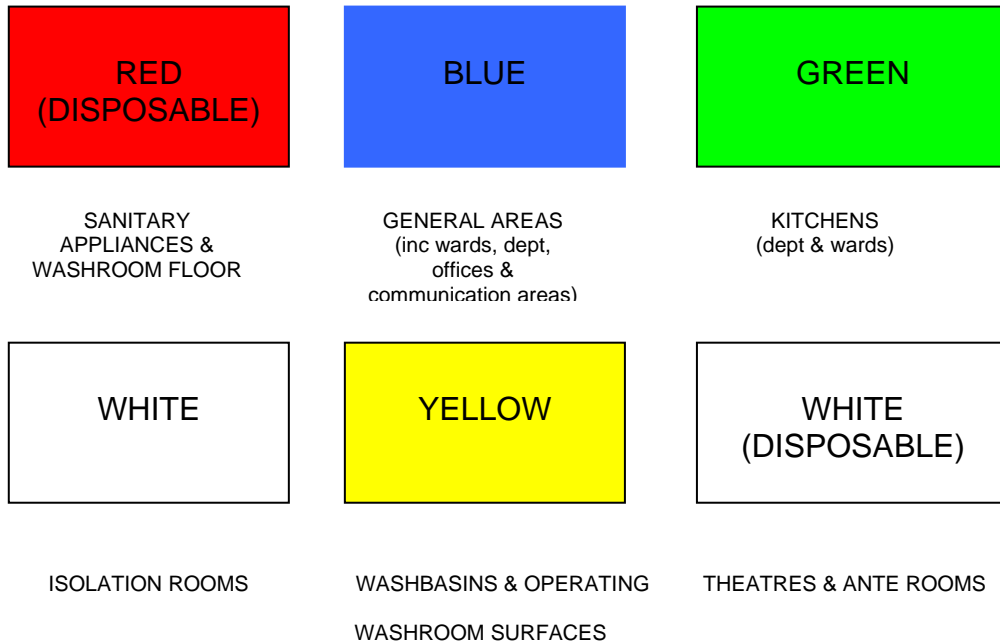 RED
(DISPOSABLE)
BLUE
GREEN
SANITARY
APPLIANCES &
WASHROOM FLOOR
GENERAL AREAS
(inc wards, dept,
offices &
communication areas)
KITCHENS
(dept & wards)
WHITE
YELLOW
WHITE
(DISPOSABLE)
ISOLATION ROOMS
WASHBASINS & OPERATING
WASHROOM SURFACES
THEATRES & ANTE ROOMS